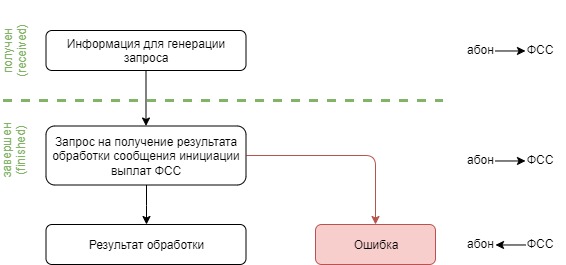 получен
(received)
Информация для генерации
запроса
абон ФСС
завершен
(finished)
Запрос на получение результата
обработки сообщения инициации
выплат ФСС
абон ФСС
Результат обработки
Ошибка
абон ФСС